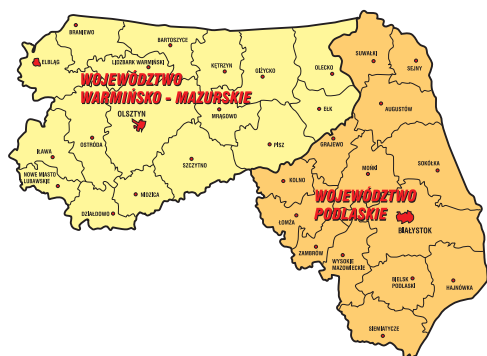 BRANIEWO
BARTOSZYCE
ELBLĄG
LIDZBARK WARMIŃSKI
KĘTRZYN
GIŻYCKO
OLECKO
SUWAŁKI
SEJNY
WOJEWÓDZTWO
WARMIŃSKO - MAZURSKIE
EŁK
AUGUSTÓW
OLSZTYN
MRĄGOWO
OSTRÓDA
PISZ
GRAJEWO
IŁAWA
SZCZYTNO
MOŃKI
SOKÓŁKA
NOWE MIASTO
LUBAWSKIE
NIDZICA
KOLNO
WOJEWÓDZTWO
PODLASKIE
DZIAŁDOWO
ŁOMŻA
BIAŁYSTOK
ZAMBRÓW
WYSOKIE
MAZOWIECKIE
BIELSK
PODLASKI
HAJNÓWKA
SIEMIATYCZE